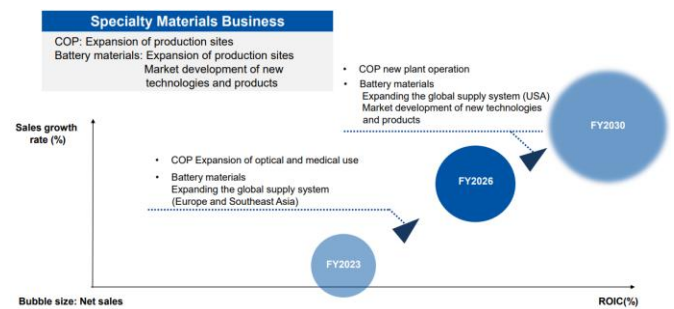 Specialty Materials Business
COP: Expansion of production sites
Battery materials: Expansion of production sites
Market development of new
technologies and products
• COP new plant operation
• Battery materials
Expanding the global supply system (USA)
Market development of new technologies
and products
FY2030
Sales growth
rate (%)
• COP Expansion of optical and medical use
• Battery materials
Expanding the global supply system
(Europe and Southeast Asia)
FY2026
FY2023
Bubble size: Net sales
ROIC(%)